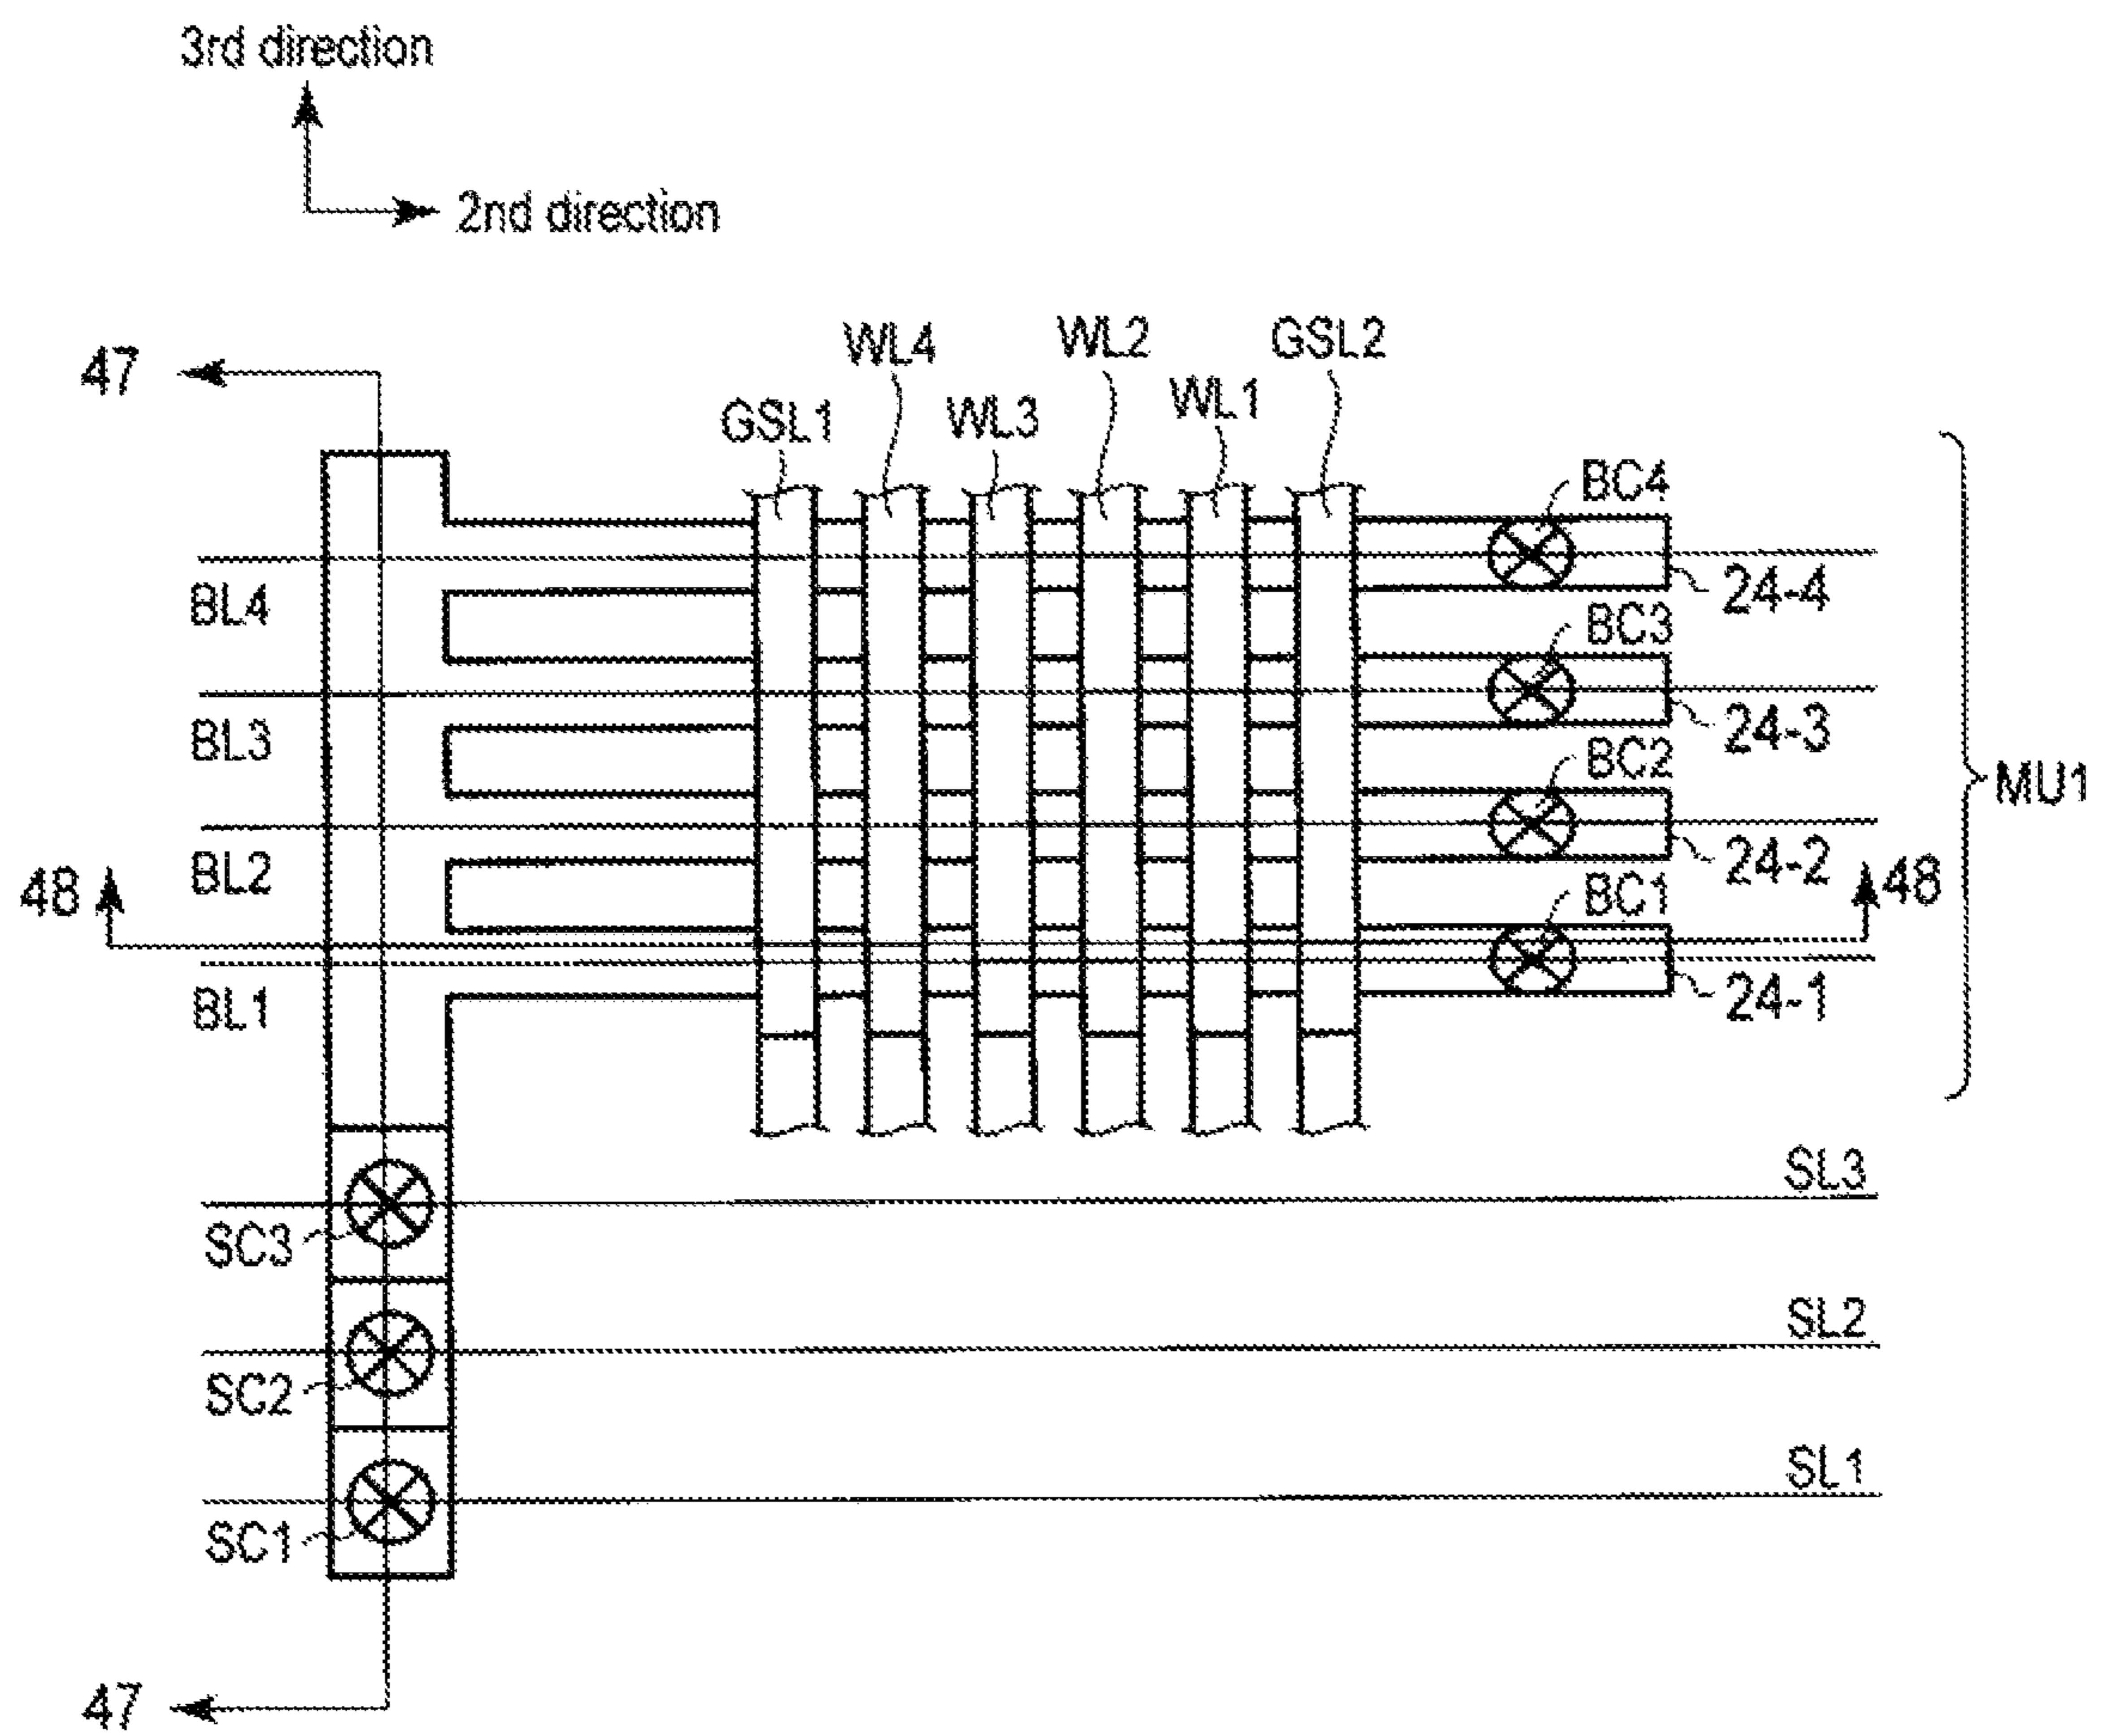 3rd direction
2nd direction
47
GSL1
WL4
WL3
WL2
WL1
GSL2
BC4
BL4
24-4
BC3
BL3
24-3
BC2
MU1
48
BL2
24-2
48
BC1
BL1
24-1
SL3
SC3
SL2
SC2
SL1
SC1
47